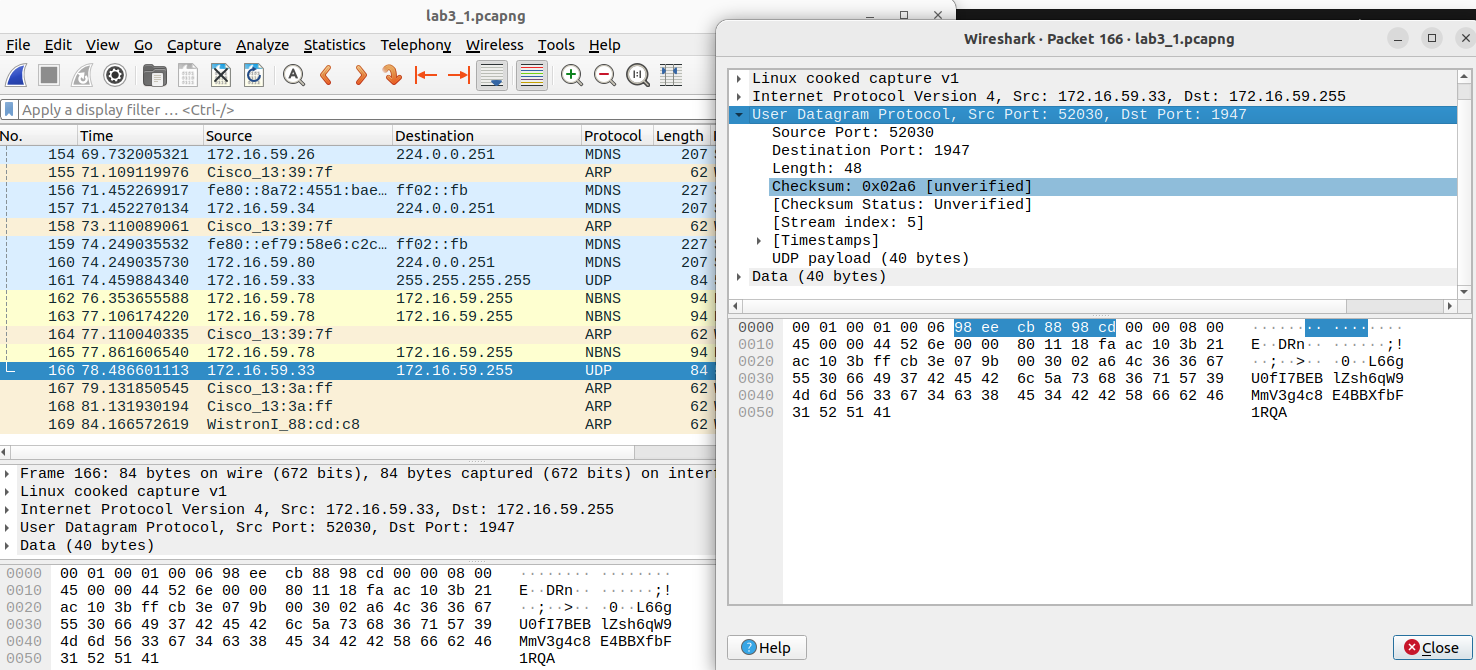 lab3_1.pcapng
File Edit View Go Capture Analyze Statistics Telephony Wireless Tools Help
Apply a display filter … <Ctrl-/>
No. Time Source Destination Protocol Length
154 69.732005321 172.16.59.26 224.0.0.251 MDNS 207
155 71.109119976 Cisco_13:39:7f ARP 62
156 71.452269917 fe80::8a72:4551:bae… ff02::fb MDNS 227
157 71.452270134 172.16.59.34 224.0.0.251 MDNS 207
158 73.110089061 Cisco_13:39:7f ARP 62
159 74.249035532 fe80::ef79:58e6:c2c… ff02::fb MDNS 227
160 74.249035730 172.16.59.80 224.0.0.251 MDNS 207
161 74.459884340 172.16.59.33 255.255.255.255 UDP 84
162 76.353655588 172.16.59.78 172.16.59.255 NBNS 94
163 77.106174220 172.16.59.78 172.16.59.255 NBNS 94
164 77.110040335 Cisco_13:39:7f ARP 62
165 77.861606540 172.16.59.78 172.16.59.255 NBNS 94
166 78.486601113 172.16.59.33 172.16.59.255 UDP 84
167 79.131850545 Cisco_13:3a:ff ARP 62
168 81.131930194 Cisco_13:3a:ff ARP 62
169 84.166572619 WistronI_88:cd:c8 ARP 62
Frame 166: 84 bytes on wire (672 bits), 84 bytes captured (672 bits) on inter
Linux cooked capture v1
Internet Protocol Version 4, Src: 172.16.59.33, Dst: 172.16.59.255
User Datagram Protocol, Src Port: 52030, Dst Port: 1947
Data (40 bytes)
0000 00 01 00 01 00 06 98 ee cb 88 98 cd 00 00 08 00 ········ ········
0010 45 00 00 44 52 6e 00 00 80 11 18 fa ac 10 3b 21 E··DRn·· ······;!
0020 ac 10 3b ff cb 3e 07 9b 00 30 02 a6 4c 36 36 67 ··;··>·· ·0··L66g
0030 55 30 66 49 37 42 45 42 6c 5a 73 68 36 71 57 39 U0fI7BEB lZsh6qW9
0040 4d 6d 56 33 67 34 63 38 45 34 42 42 58 66 62 46 MmV3g4c8 E4BBXfbF
0050 31 52 51 41 1RQA
Wireshark · Packet 166 · lab3_1.pcapng
Linux cooked capture v1
Internet Protocol Version 4, Src: 172.16.59.33, Dst: 172.16.59.255
User Datagram Protocol, Src Port: 52030, Dst Port: 1947
Source Port: 52030
Destination Port: 1947
Length: 48
Checksum: 0x02a6 [unverified]
[Checksum Status: Unverified]
[Stream index: 5]
[Timestamps]
UDP payload (40 bytes)
Data (40 bytes)
0000 00 01 00 01 00 06 98 ee cb 88 98 cd 00 00 08 00 ········ ········
0010 45 00 00 44 52 6e 00 00 80 11 18 fa ac 10 3b 21 E··DRn·· ······;!
0020 ac 10 3b ff cb 3e 07 9b 00 30 02 a6 4c 36 36 67 ··;··>·· ·0··L66g
0030 55 30 66 49 37 42 45 42 6c 5a 73 68 36 71 57 39 U0fI7BEB lZsh6qW9
0040 4d 6d 56 33 67 34 63 38 45 34 42 42 58 66 62 46 MmV3g4c8 E4BBXfbF
0050 31 52 51 41 1RQA
Help
Close